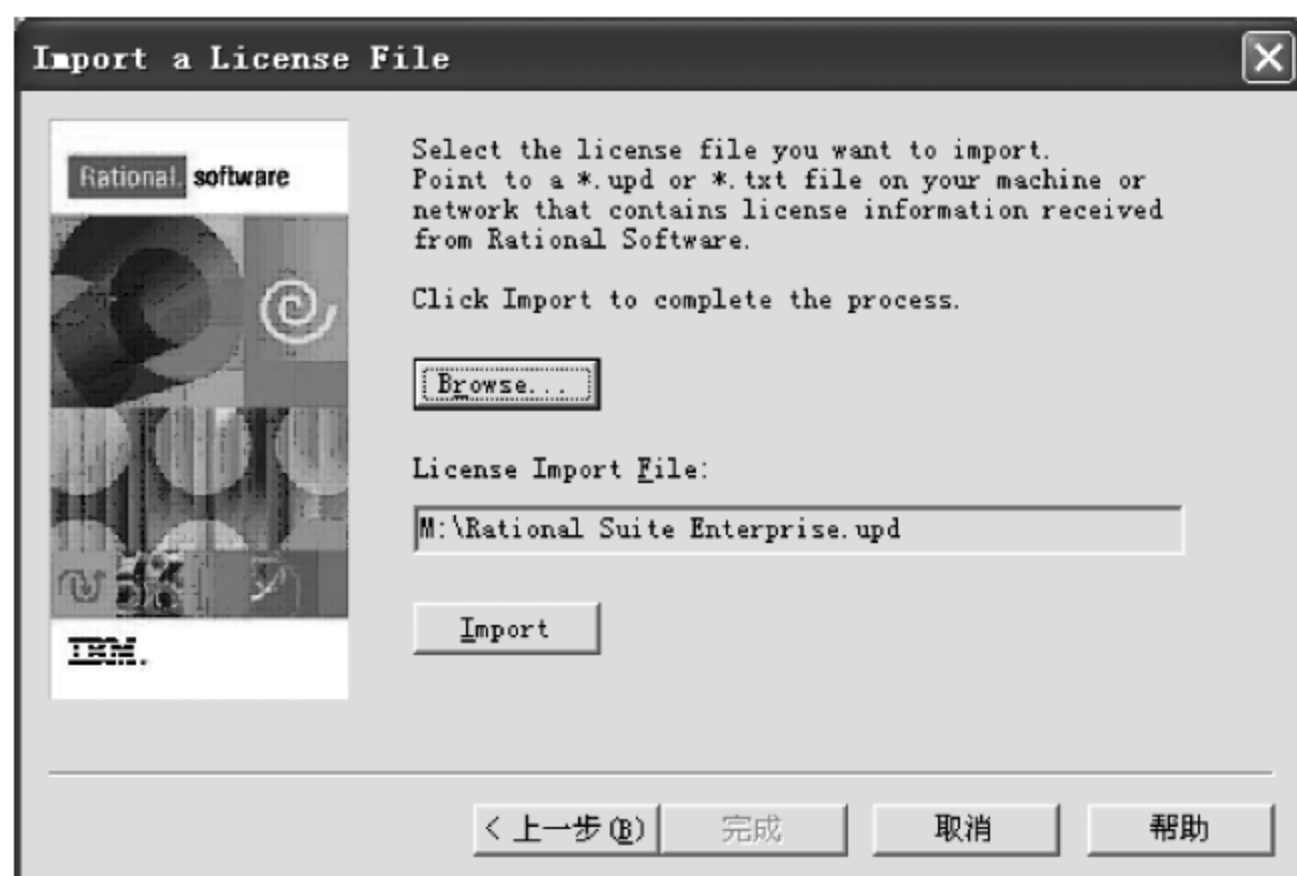 Import a License File
Rational. software
Select the license file you want to import.
Point to a *.upd or *.txt file on your machine or
network that contains license information received
from Rational Software.
Click Import to complete the process.
Browse...
License Import File:
M:\Rational Suite Enterprise.upd
Import
IBM.
< 上一步(B) 完成 取消 帮助